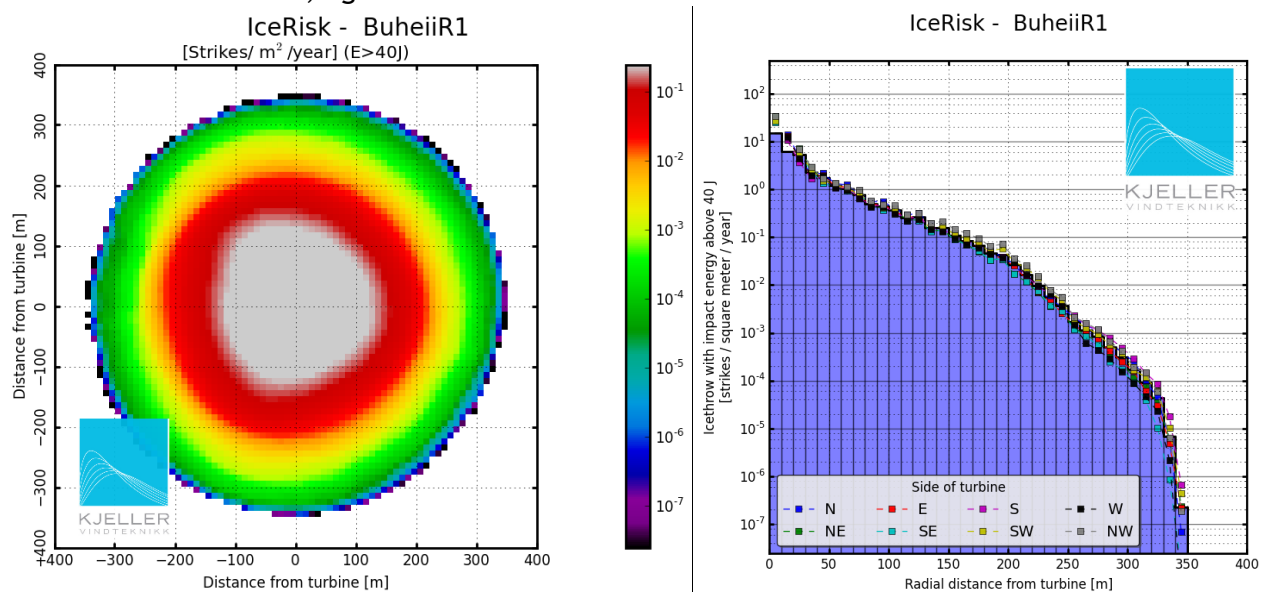 IceRisk - BuheiiR1
[Strikes/ m² /year] (E>40J)
400
300
200
100
0
−100
−200
−300
+400
−300
−200
−100
0
100
200
300
400
Distance from turbine [m]
Distance from turbine [m]
KJELLER
VINDTEKNIKK
10⁻¹
10⁻²
10⁻³
10⁻⁴
10⁻⁵
10⁻⁶
10⁻⁷
IceRisk - BuheiiR1
Icethrow with impact energy above 40 J
[strikes / square meter / year]
10²
10¹
10⁰
10⁻¹
10⁻²
10⁻³
10⁻⁴
10⁻⁵
10⁻⁶
10⁻⁷
KJELLER
VINDTEKNIKK
Side of turbine
N E S W
NE SE SW NW
0 50 100 150 200 250 300 350 400
Radial distance from turbine [m]